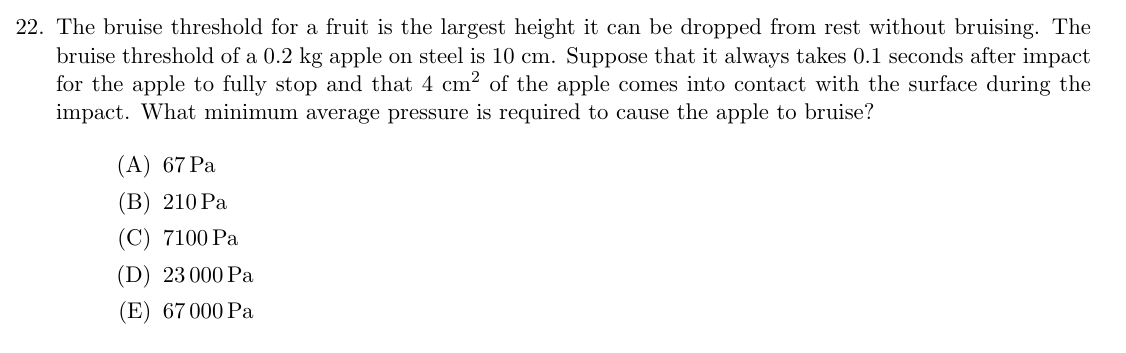 22. The bruise threshold for a fruit is the largest height it can be dropped from rest without bruising. The
bruise threshold of a 0.2 kg apple on steel is 10 cm. Suppose that it always takes 0.1 seconds after impact
for the apple to fully stop and that 4 cm² of the apple comes into contact with the surface during the
impact. What minimum average pressure is required to cause the apple to bruise?
(A) 67 Pa
(B) 210 Pa
(C) 7100 Pa
(D) 23 000 Pa
(E) 67 000 Pa